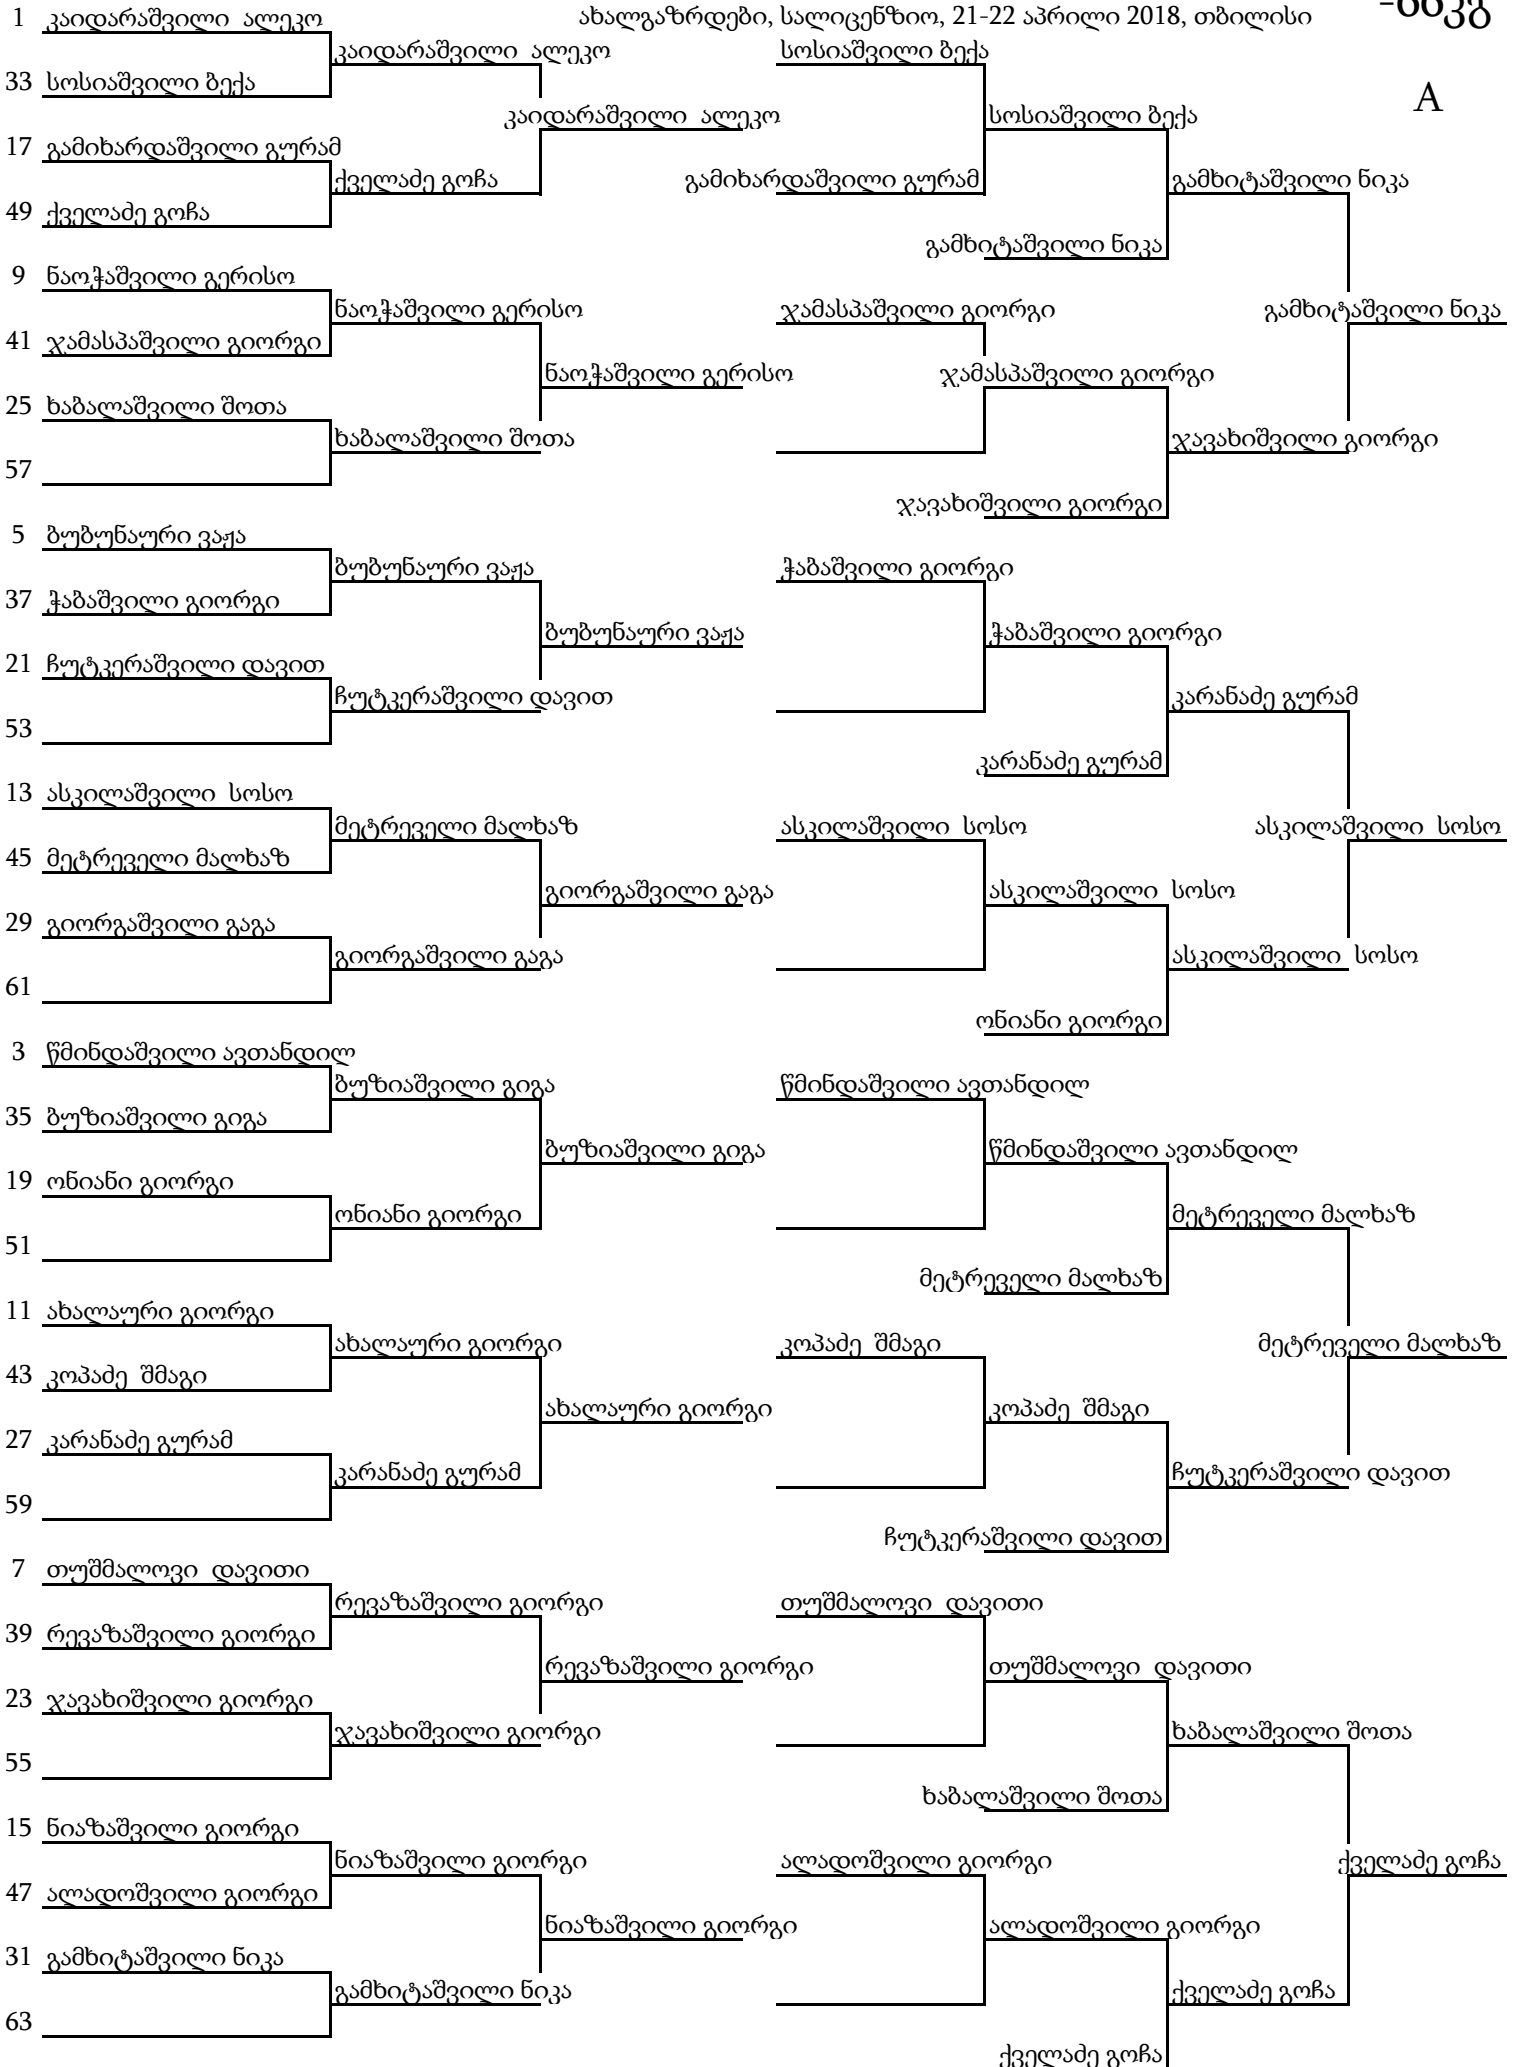 ახალგაზრდები, სალიცენზიო, 21-22 აპრილი 2018, თბილისი
-66კგ
A
1 კაიდარაშვილი ალეკო
კაიდარაშვილი ალეკო
სოსიაშვილი ბექა
33 სოსიაშვილი ბექა
კაიდარაშვილი ალეკო
სოსიაშვილი ბექა
17 გამიხარდაშვილი გურამ
ქველაძე გოჩა
გამიხარდაშვილი გურამ
გამხიტაშვილი ნიკა
49 ქველაძე გოჩა
გამხიტაშვილი ნიკა
9 ნაოჭაშვილი გერისო
ნაოჭაშვილი გერისო
ჯამასპაშვილი გიორგი
გამხიტაშვილი ნიკა
41 ჯამასპაშვილი გიორგი
ნაოჭაშვილი გერისო
ჯამასპაშვილი გიორგი
25 ხაბალაშვილი შოთა
ხაბალაშვილი შოთა
ჯავახიშვილი გიორგი
57
ჯავახიშვილი გიორგი
5 ბუბუნაური ვაჟა
ბუბუნაური ვაჟა
ჭაბაშვილი გიორგი
37 ჭაბაშვილი გიორგი
ბუბუნაური ვაჟა
ჭაბაშვილი გიორგი
21 ჩუტკერაშვილი დავით
ჩუტკერაშვილი დავით
კარანაძე გურამ
53
კარანაძე გურამ
13 ასკილაშვილი სოსო
მეტრეველი მალხაზ
ასკილაშვილი სოსო
ასკილაშვილი სოსო
45 მეტრეველი მალხაზ
გიორგაშვილი გაგა
ასკილაშვილი სოსო
29 გიორგაშვილი გაგა
გიორგაშვილი გაგა
ასკილაშვილი სოსო
61
ონიანი გიორგი
3 წმინდაშვილი ავთანდილ
ბუზიაშვილი გიგა
წმინდაშვილი ავთანდილ
35 ბუზიაშვილი გიგა
ბუზიაშვილი გიგა
წმინდაშვილი ავთანდილ
19 ონიანი გიორგი
ონიანი გიორგი
მეტრეველი მალხაზ
51
მეტრეველი მალხაზ
11 ახალაური გიორგი
ახალაური გიორგი
კოპაძე შმაგი
მეტრეველი მალხაზ
43 კოპაძე შმაგი
ახალაური გიორგი
კოპაძე შმაგი
27 კარანაძე გურამ
კარანაძე გურამ
ჩუტკერაშვილი დავით
59
ჩუტკერაშვილი დავით
7 თუშმალოვი დავითი
რევაზაშვილი გიორგი
თუშმალოვი დავითი
39 რევაზაშვილი გიორგი
რევაზაშვილი გიორგი
თუშმალოვი დავითი
23 ჯავახიშვილი გიორგი
ჯავახიშვილი გიორგი
ხაბალაშვილი შოთა
55
ხაბალაშვილი შოთა
15 ნიაზაშვილი გიორგი
ნიაზაშვილი გიორგი
ალადოშვილი გიორგი
ქველაძე გოჩა
47 ალადოშვილი გიორგი
ნიაზაშვილი გიორგი
ალადოშვილი გიორგი
31 გამხიტაშვილი ნიკა
გამხიტაშვილი ნიკა
ქველაძე გოჩა
63
ქველაძე გოჩა